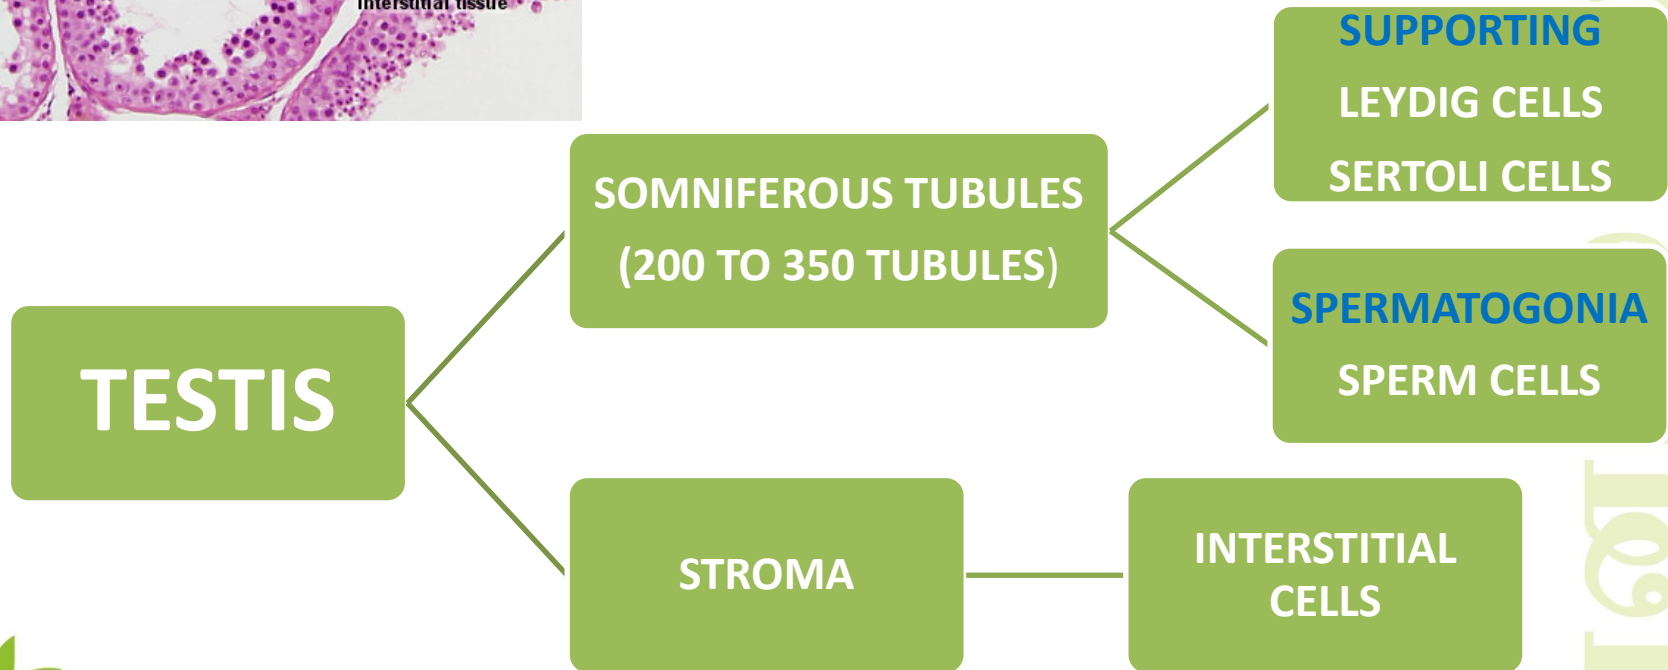 Interstitial tissue
SUPPORTING
LEYDIG CELLS
SERTOLI CELLS
SOMNIFEROUS TUBULES
(200 TO 350 TUBULES)
SPERMATOGONIA
SPERM CELLS
TESTIS
STROMA
INTERSTITIAL
CELLS